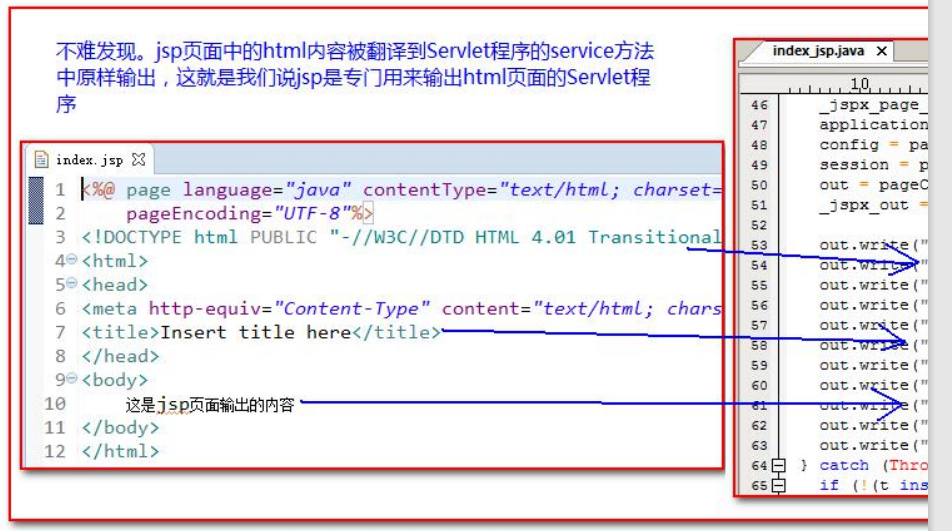 不难发现。jsp页面中的html内容被翻译到Servlet程序的service方法
中原样输出，这就是我们说jsp是专门用来输出html页面的Servlet程
序
index.jsp
1 <%@ page language="java" contentType="text/html; charset=
2 pageEncoding="UTF-8"%>
3 <!DOCTYPE html PUBLIC "-//W3C//DTD HTML 4.01 Transitional
4 <html>
5 <head>
6 <meta http-equiv="Content-Type" content="text/html; chars
7 <title>Insert title here</title>
8 </head>
9 <body>
10 这是jsp页面输出的内容
11 </body>
12 </html>
index_jsp.java
10
46 _jspx_page_
47 application
48 config = pa
49 session = p
50 out = pageC
51 _jspx_out =
52
53 out.write("
54 out.write("
55 out.write("
56 out.write("
57 out.write("
58 out.write("
59 out.write("
60 out.write("
61 out.write("
62 out.write("
63 out.write("
64 } catch (Thro
65 if (!(t ins